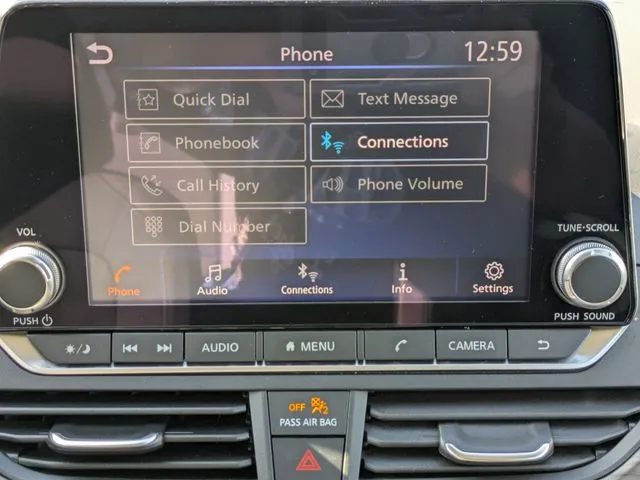 Phone
12:59
Quick Dial
Text Message
Phonebook
Connections
Call History
Phone Volume
Dial Number
VOL
TUNE·SCROLL
Phone
Audio
Connections
Info
Settings
PUSH
PUSH SOUND
AUDIO
MENU
CAMERA
OFF 2
PASS AIR BAG